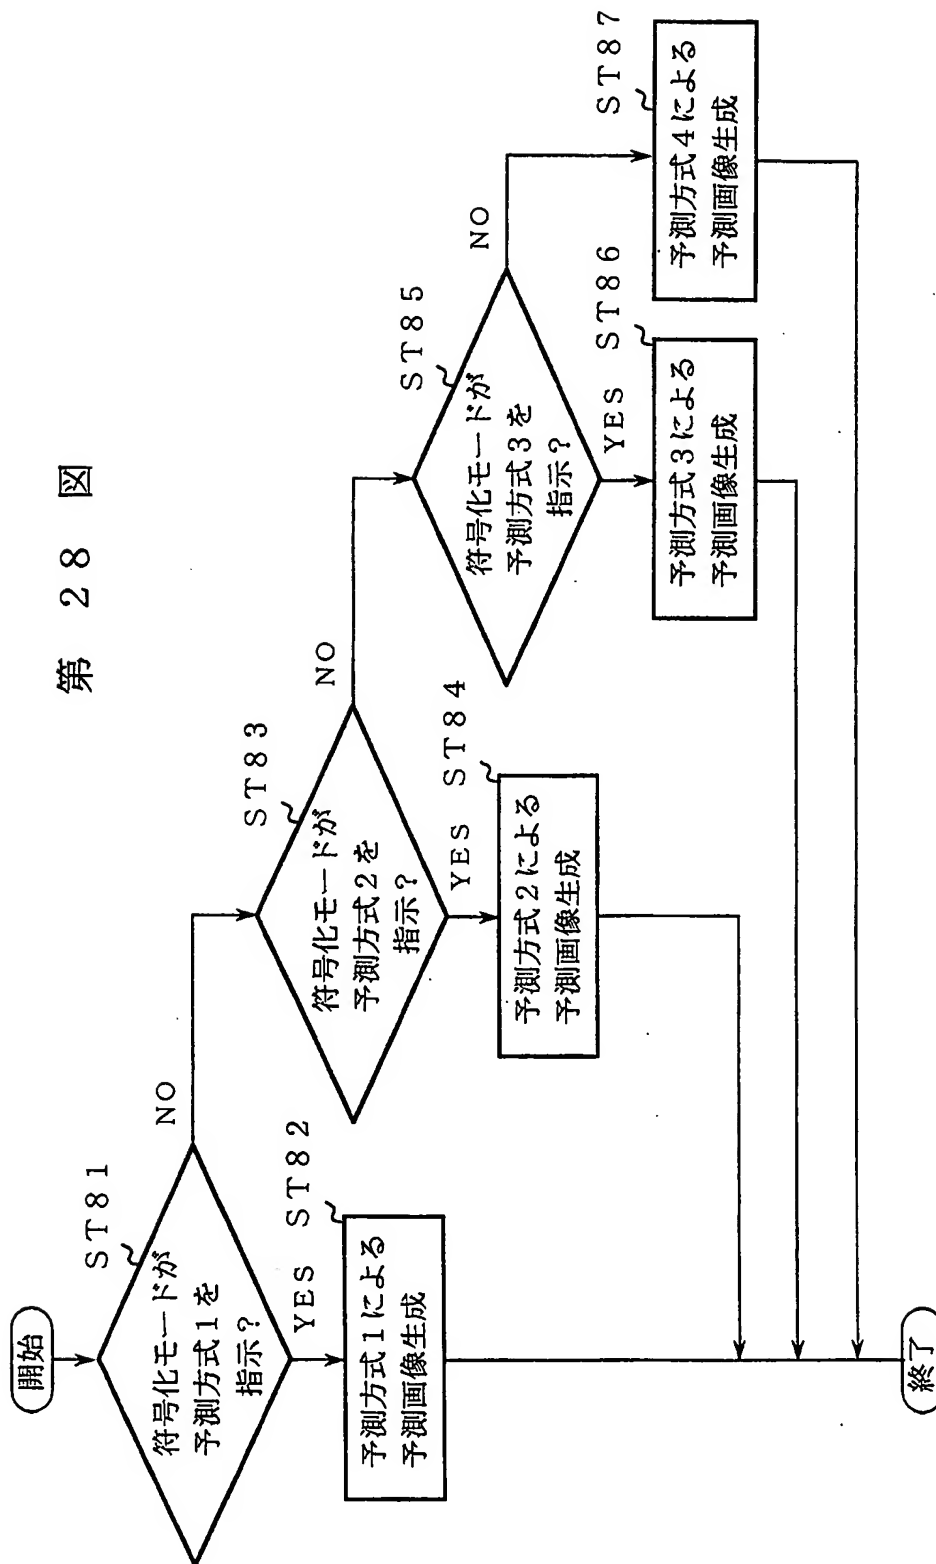 第 28 図
開始
ST81
符号化モードが
予測方式1を
指示?
NO
YES
ST82
予測方式1による
予測画像生成
ST83
符号化モードが
予測方式2を
指示?
NO
YES
ST84
予測方式2による
予測画像生成
ST85
符号化モードが
予測方式3を
指示?
NO
YES
ST86
予測方式3による
予測画像生成
ST87
予測方式4による
予測画像生成
終了